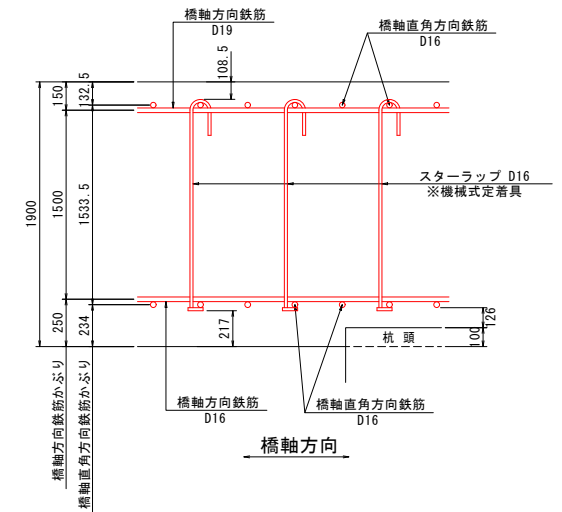 橋軸方向鉄筋
D19
橋軸直角方向鉄筋
D16
108.5
150
132.5
スターラップ D16
※機械式定着具
1900
1500
1533.5
250
234
217
126
100
杭 頭
橋軸方向鉄筋
D16
橋軸直角方向鉄筋
D16
橋軸方向
橋軸方向鉄筋かぶり
橋軸直角方向鉄筋かぶり